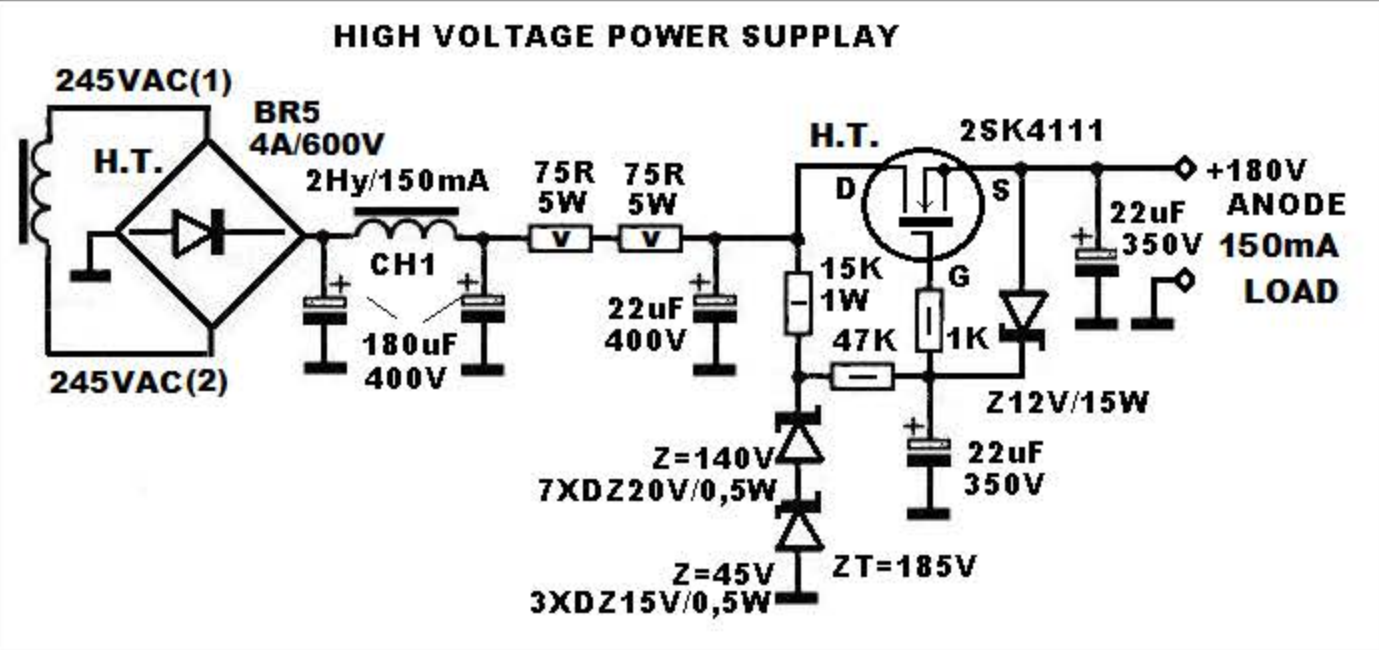 HIGH VOLTAGE POWER SUPPLAY
245VAC(1)
BR5
4A/600V
H.T.
2Hy/150mA
CH1
180uF
400V
245VAC(2)
75R
5W
75R
5W
V
V
22uF
400V
H.T.
2SK4111
D
S
G
15K
1W
47K
1K
+180V
ANODE
150mA
LOAD
22uF
350V
Z12V/15W
Z=140V
7XDZ20V/0,5W
22uF
350V
Z=45V
3XDZ15V/0,5W
ZT=185V
+
+
+
+
+